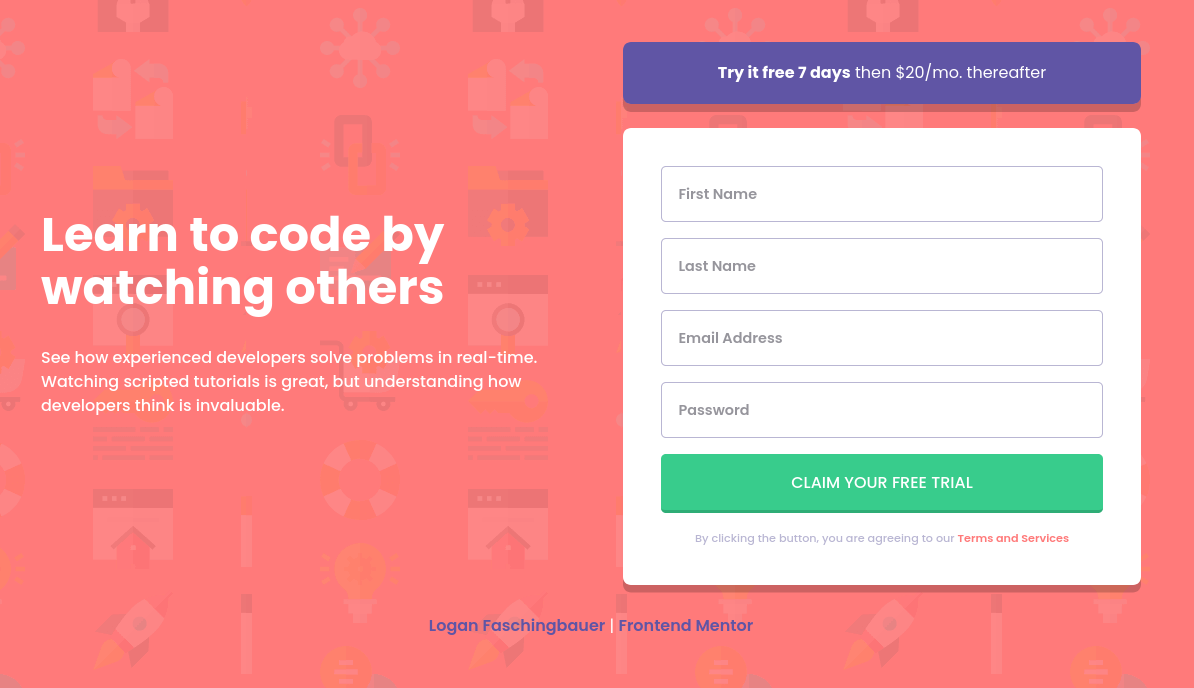 Learn to code by
watching others
See how experienced developers solve problems in real-time.
Watching scripted tutorials is great, but understanding how
developers think is invaluable.
Try it free 7 days then $20/mo. thereafter
First Name
Last Name
Email Address
Password
CLAIM YOUR FREE TRIAL
By clicking the button, you are agreeing to our Terms and Services
Logan Faschingbauer | Frontend Mentor